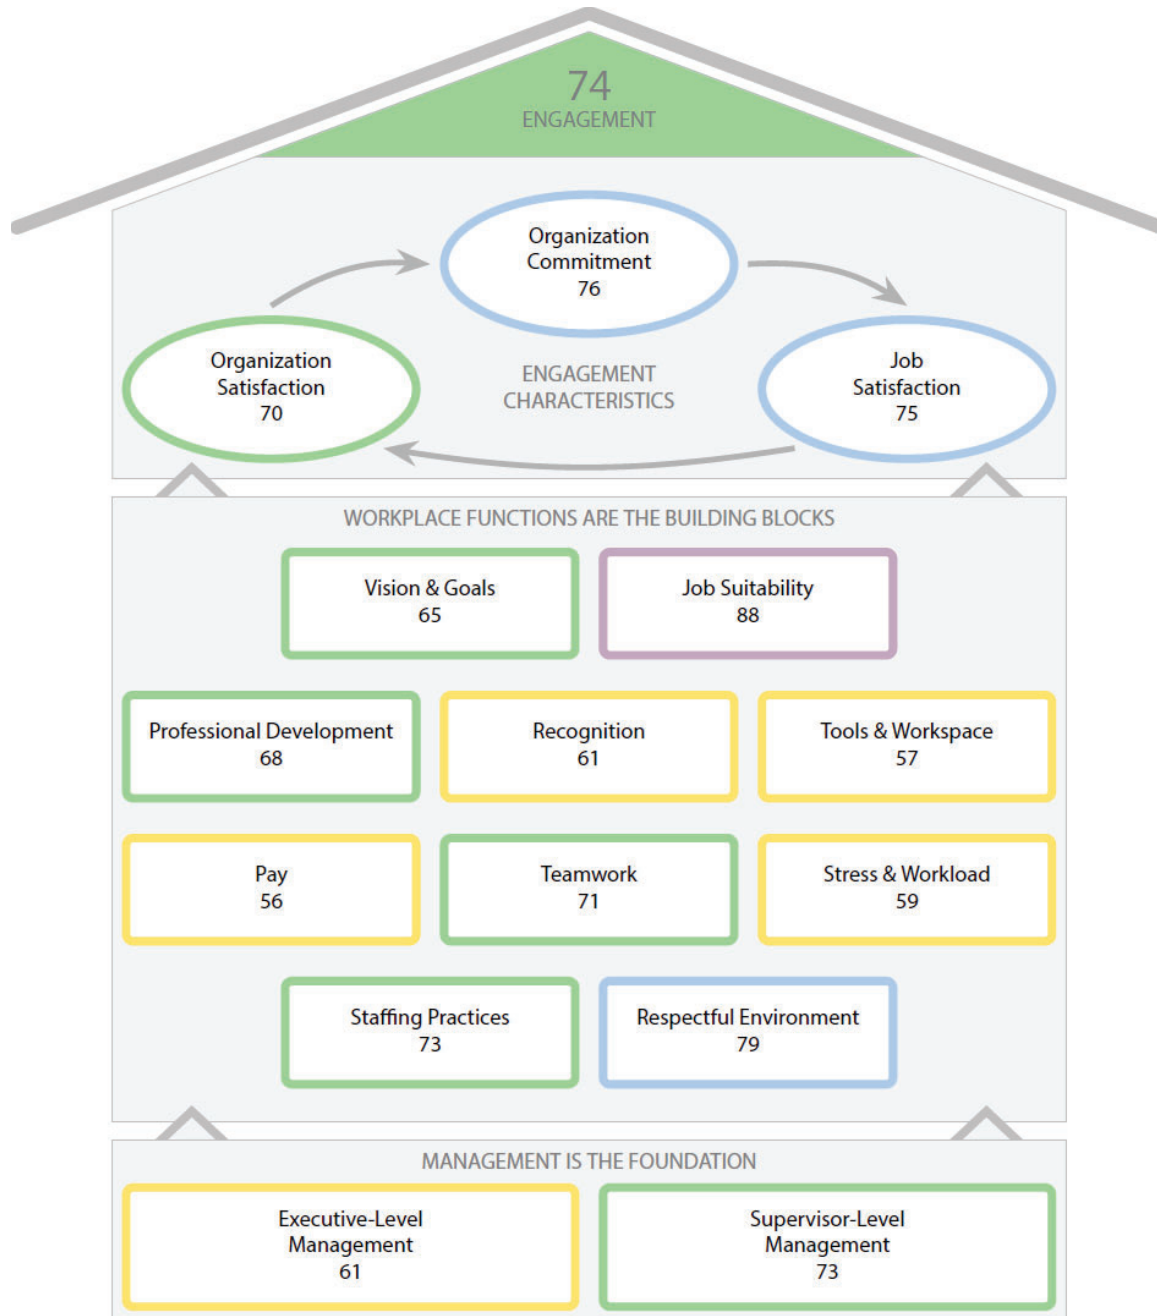 74
ENGAGEMENT
Organization
Commitment
76
Organization
Satisfaction
70
ENGAGEMENT
CHARACTERISTICS
Job
Satisfaction
75
WORKPLACE FUNCTIONS ARE THE BUILDING BLOCKS
Vision & Goals
65
Job Suitability
88
Professional Development
68
Recognition
61
Tools & Workspace
57
Pay
56
Teamwork
71
Stress & Workload
59
Staffing Practices
73
Respectful Environment
79
MANAGEMENT IS THE FOUNDATION
Executive-Level
Management
61
Supervisor-Level
Management
73